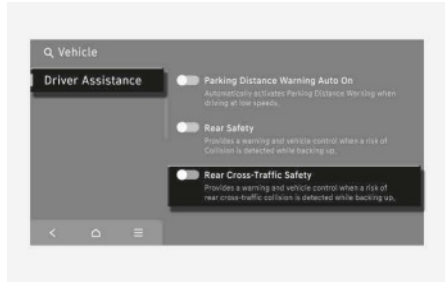 Vehicle
Driver Assistance
Parking Distance Warning Auto On
Automatically activates Parking Distance Warning when
driving at low speeds.
Rear Safety
Provides a warning and vehicle control when a risk of
Collision is detected while backing up.
Rear Cross-Traffic Safety
Provides a warning and vehicle control when a risk of
rear cross-traffic collision is detected while backing up,